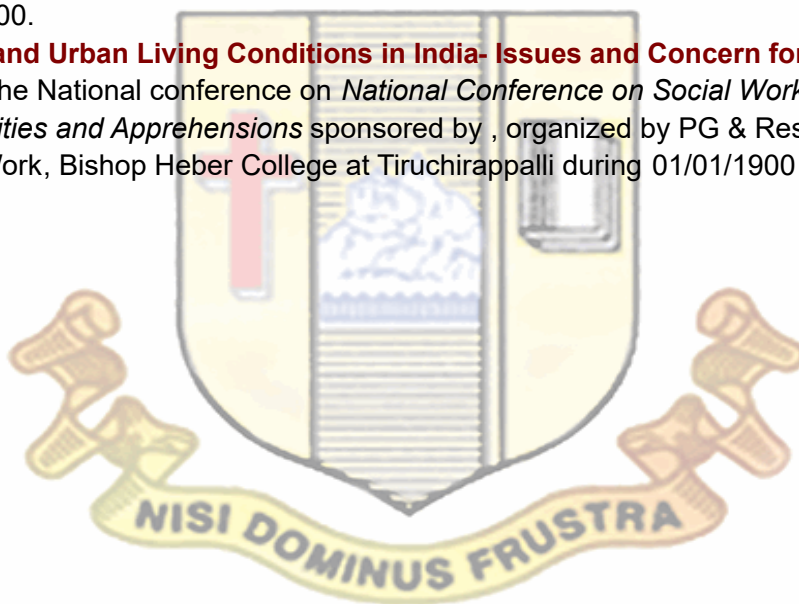 00.
and Urban Living Conditions in India- Issues and Concern for
he National conference on National Conference on Social Work
ities and Apprehensions sponsored by , organized by PG & Res
ork, Bishop Heber College at Tiruchirappalli during 01/01/1900
NISI DOMINUS FRUSTRA